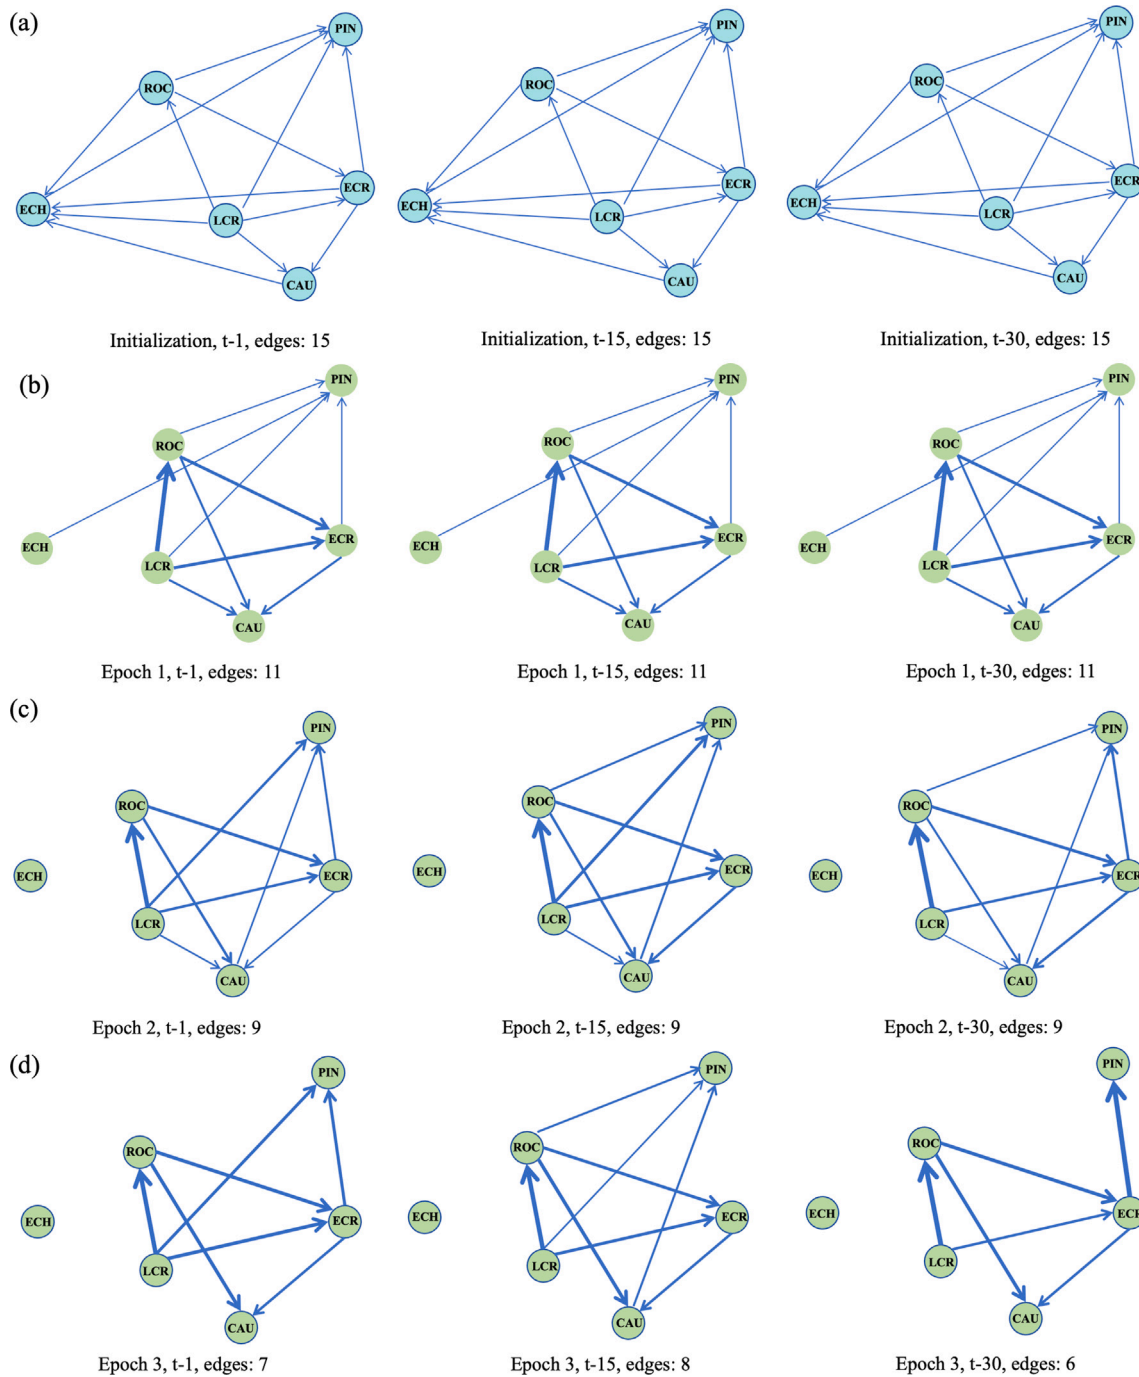 (a)
PIN
PIN
PIN
ROC
ROC
ROC
ECR
ECR
ECR
ECH
LCR
ECH
LCR
ECH
LCR
CAU
CAU
CAU
Initialization, t-1, edges: 15
Initialization, t-15, edges: 15
Initialization, t-30, edges: 15
(b)
PIN
PIN
PIN
ROC
ROC
ROC
ECH
ECR
ECH
ECR
ECH
ECR
LCR
LCR
LCR
CAU
CAU
CAU
Epoch 1, t-1, edges: 11
Epoch 1, t-15, edges: 11
Epoch 1, t-30, edges: 11
(c)
PIN
PIN
PIN
ROC
ROC
ROC
ECH
ECR
ECH
ECR
ECH
ECR
LCR
LCR
LCR
CAU
CAU
CAU
Epoch 2, t-1, edges: 9
Epoch 2, t-15, edges: 9
Epoch 2, t-30, edges: 9
(d)
PIN
PIN
PIN
ROC
ROC
ROC
ECH
ECR
ECH
ECR
ECH
ECR
LCR
LCR
LCR
CAU
CAU
CAU
Epoch 3, t-1, edges: 7
Epoch 3, t-15, edges: 8
Epoch 3, t-30, edges: 6